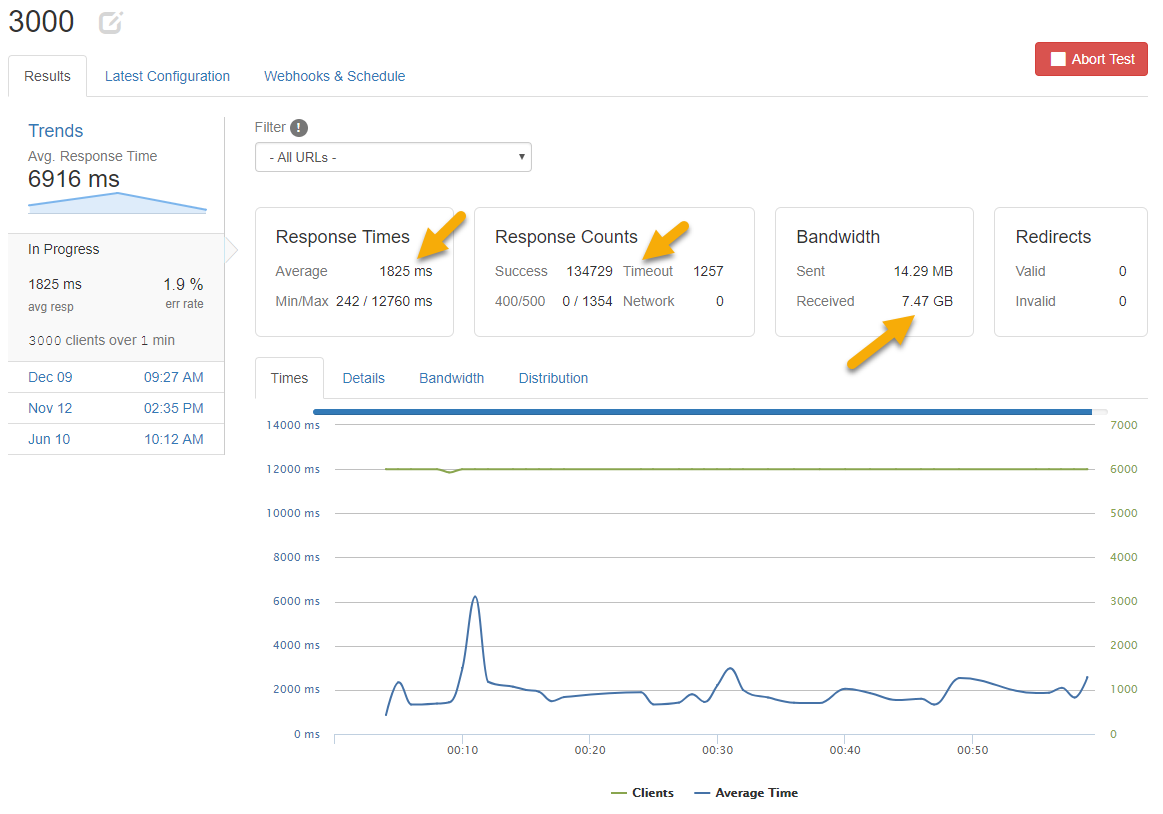 3000
Abort Test
Results Latest Configuration Webhooks & Schedule
Trends
Avg. Response Time
6916 ms
In Progress
1825 ms 1.9 %
avg resp err rate
3000 clients over 1 min
Dec 09 09:27 AM
Nov 12 02:35 PM
Jun 10 10:12 AM
Filter !
- All URLs -
Response Times
Average 1825 ms
Min/Max 242 / 12760 ms
Response Counts
Success 134729 Timeout 1257
400/500 0 / 1354 Network 0
Bandwidth
Sent 14.29 MB
Received 7.47 GB
Redirects
Valid 0
Invalid 0
Times Details Bandwidth Distribution
14000 ms 7000
12000 ms 6000
10000 ms 5000
8000 ms 4000
6000 ms 3000
4000 ms 2000
2000 ms 1000
0 ms 0
00:10 00:20 00:30 00:40 00:50
Clients Average Time